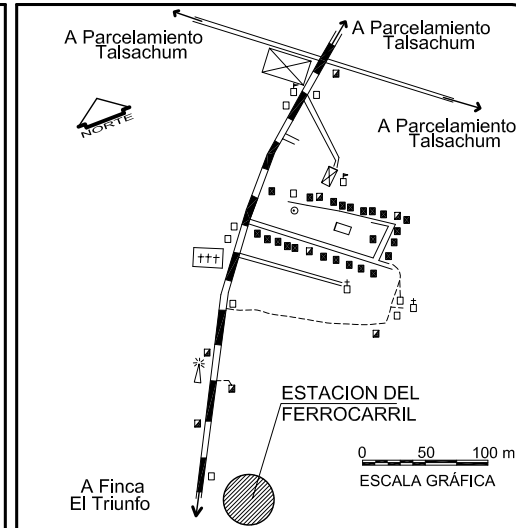 A Parcelamiento
Talsachum
A Parcelamiento
Talsachum
A Parcelamiento
Talsachum
NORTE
ESTACION DEL
FERROCARRIL
0 50 100 m
ESCALA GRÁFICA
A Finca
El Triunfo